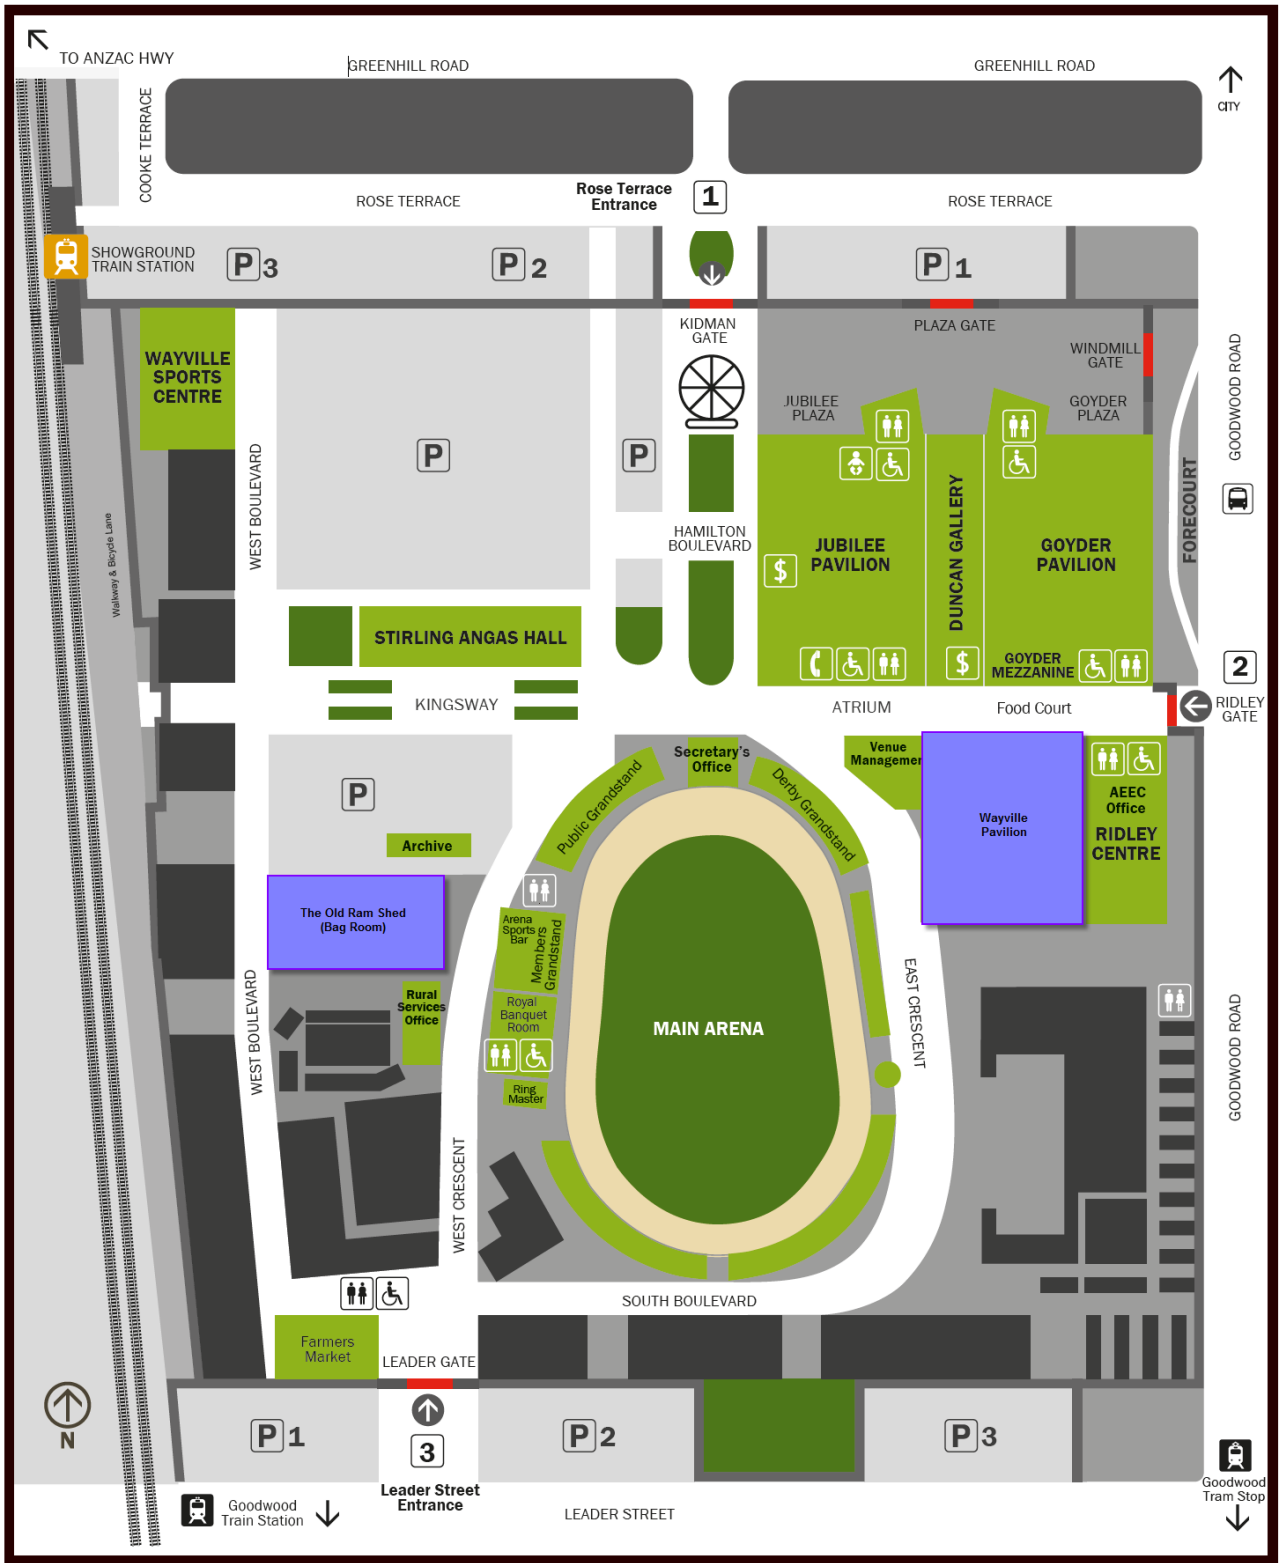 TO ANZAC HWY
GREENHILL ROAD
GREENHILL ROAD
CITY
COOKE TERRACE
ROSE TERRACE
Rose Terrace
Entrance
1
ROSE TERRACE
SHOWGROUND
TRAIN STATION
P3
P 2
P 1
KIDMAN
GATE
PLAZA GATE
WINDMILL
GATE
WAYVILLE
SPORTS
CENTRE
JUBILEE
PLAZA
GOYDER
PLAZA
GOODWOOD ROAD
WEST BOULEVARD
P
P
FORECOURT
Walkway & Bicycle Lane
HAMILTON
BOULEVARD
JUBILEE
PAVILION
DUNCAN GALLERY
GOYDER
PAVILION
$
STIRLING ANGAS HALL
$
GOYDER
MEZZANINE
2
RIDLEY
GATE
KINGSWAY
ATRIUM
Food Court
Public Grandstand
Secretary's
Office
Derby Grandstand
Venue
Managemen
Wayville
Pavilion
AEEC
Office
RIDLEY
CENTRE
P
Archive
The Old Ram Shed
(Bag Room)
Arena
Sports
Bar
Members
Grandstand
Royal
Banquet
Room
Ring
Master
Rural
Services
Office
MAIN ARENA
EAST CRESCENT
WEST BOULEVARD
GOODWOOD ROAD
WEST CRESCENT
SOUTH BOULEVARD
Farmers
Market
LEADER GATE
N
P 1
3
P 2
P 3
Leader Street
Entrance
Goodwood
Train Station
LEADER STREET
Goodwood
Tram Stop